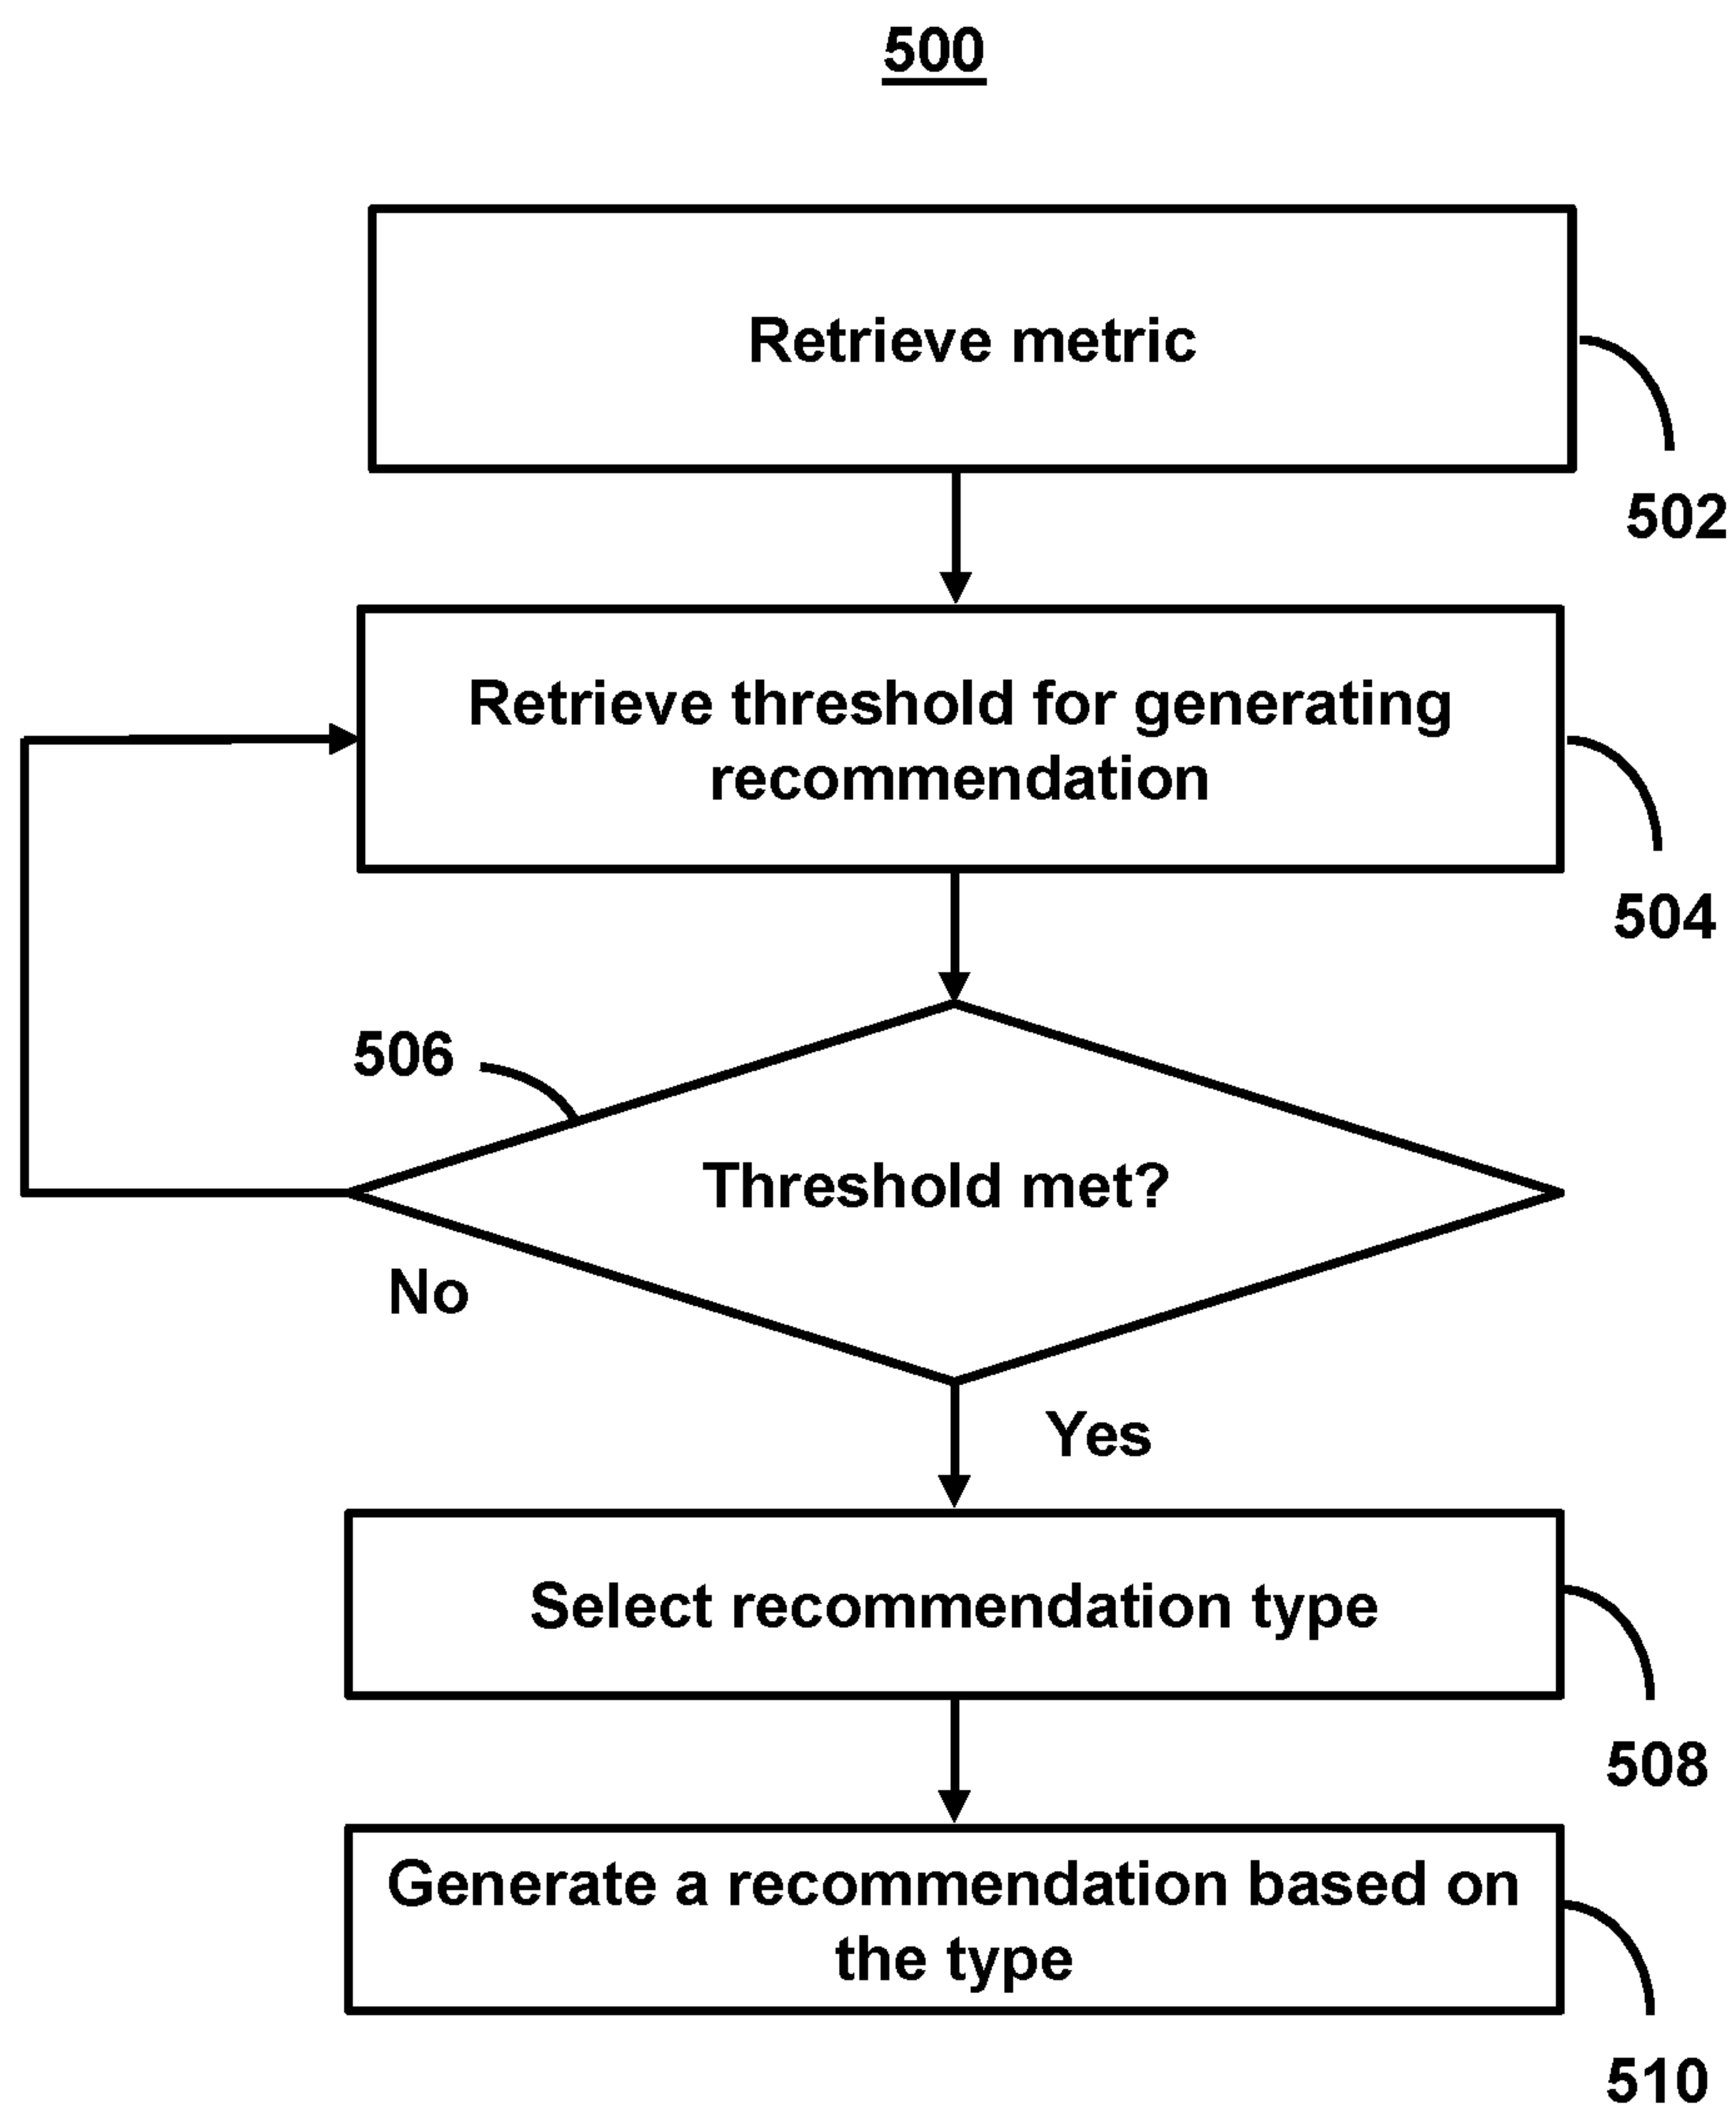 500
Retrieve metric
502
Retrieve threshold for generating
recommendation
504
506
Threshold met?
No
Yes
Select recommendation type
508
Generate a recommendation based on
the type
510